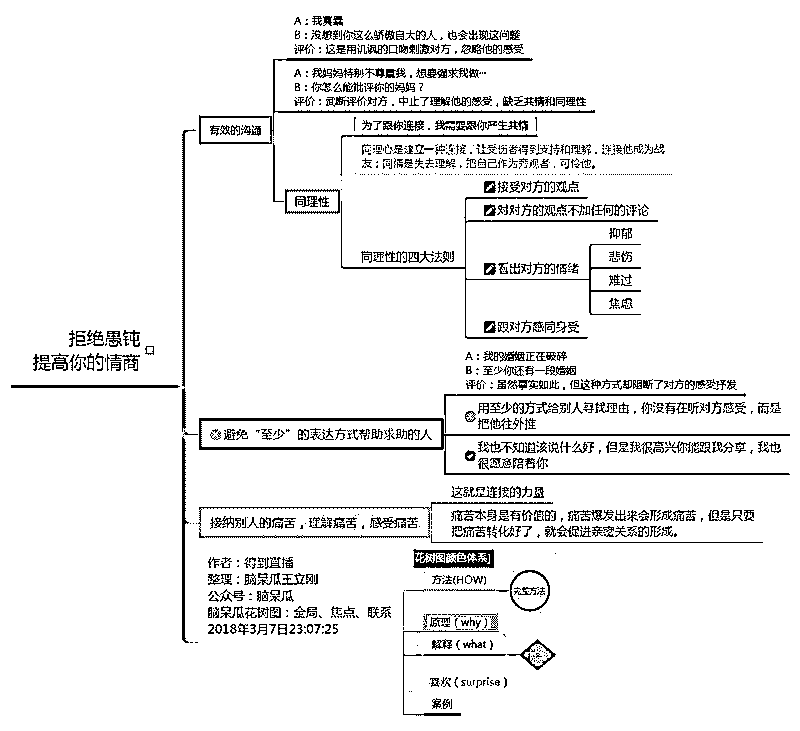 拒绝愚钝
提高你的情商
有效的沟通
A：我真蠢
B：没想到你这么骄傲自大的人，也会出现这问题
评价：这是用讥讽的口吻刺激对方，忽略他的感受
A：我妈妈特别不尊重我，想要强求我做…
B：你怎么能批评你的妈妈？
评价：武断评价对方，中止了理解他的感受，缺乏共情和同理性
同理性
为了跟你连接，我需要跟你产生共情
同理心是建立一种连接，让受伤者得到支持和理解，连接他成为战
友；同情是失去理解，把自己作为旁观者，可怜他。
同理性的四大法则
接受对方的观点
对对方的观点不加任何的评论
看出对方的情绪
抑郁
悲伤
难过
焦虑
跟对方感同身受
避免“至少”的表达方式帮助求助的人
A：我的婚姻正在破碎
B：至少你还有一段婚姻
评价：虽然事实如此，但这种方式却阻断了对方的感受抒发
用至少的方式给别人寻找理由，你没有在听对方感受，而是
把他往外推
我也不知道该说什么好，但是我很高兴你能跟我分享，我也
很愿意陪着你
接纳别人的痛苦，理解痛苦，感受痛苦
这就是连接的力量
痛苦本身是有价值的，痛苦爆发出来会形成痛苦，但是只要
把痛苦转化好了，就会促进亲密关系的形成。
作者：得到直播
整理：脑呆瓜王立刚
公众号：脑呆瓜
脑呆瓜花树图：全局、焦点、联系
2018年3月7日23:07:25
花树图颜色体系
方法(HOW)
完整方法
原理（why）
解释（what）
喜欢（surprise）
案例